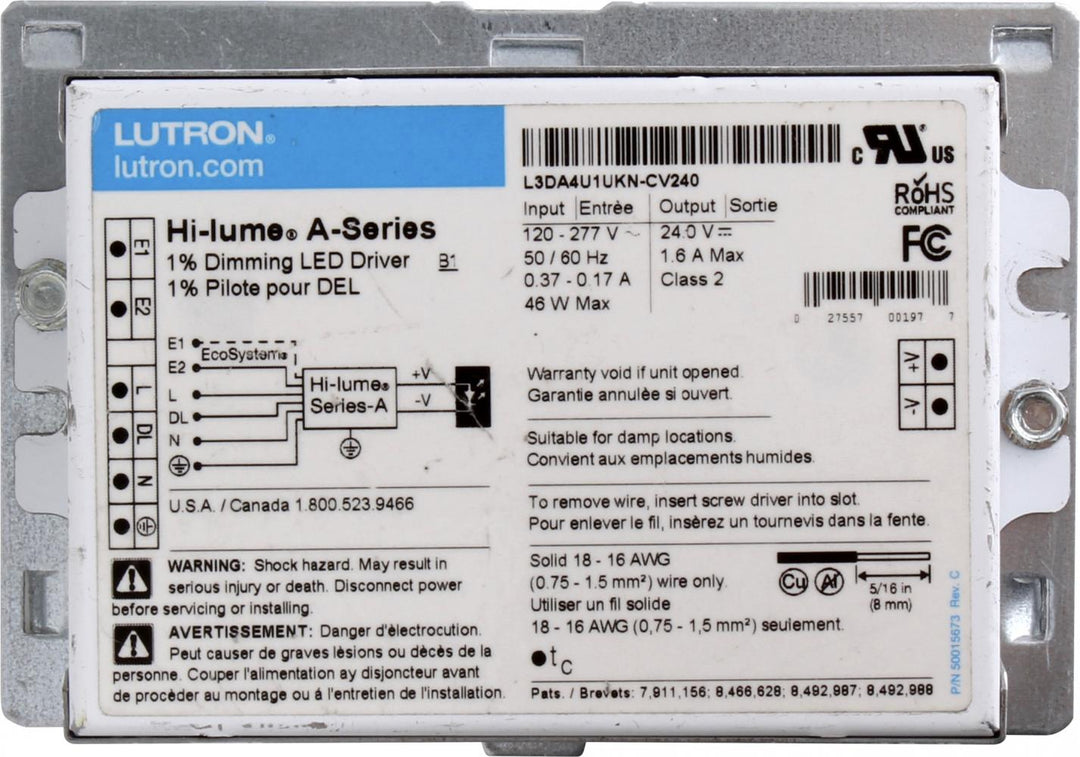 LUTRON®
lutron.com
L3DA4U1UKN-CV240
C RU® US
RoHS
COMPLIANT
FC
Input Entrèe Output Sortie
120 - 277 V ~ 24.0 V ⎓
50 / 60 Hz 1.6 A Max
0.37 - 0.17 A Class 2
46 W Max
0 27557 00197 7
Hi-lume® A-Series
1% Dimming LED Driver B1
1% Pilote pour DEL
E1
E2
L
DL
N
E1
EcoSystem®
E2
L
DL
N
Hi-lume®
Series-A
+V
-V
U.S.A. / Canada 1.800.523.9466
WARNING: Shock hazard. May result in
serious injury or death. Disconnect power
before servicing or installing.
AVERTISSEMENT: Danger d'èlectrocution.
Peut causer de graves lèsions ou dècès de la
personne. Couper l'alimentation ay disjoncteur avant
de procèder au montage ou á l'entretien de l'installation.
Warranty void if unit opened.
Garantie annulèe si ouvert.
+V
-V
Suitable for damp locations.
Convient aux emplacements humides.
To remove wire, insert screw driver into slot.
Pour enlever le fil, insèrez un tournevis dans la fente.
Solid 18 - 16 AWG
(0.75 - 1.5 mm²) wire only.
Utiliser un fil solide
18 - 16 AWG (0,75 - 1,5 mm²) seulement.
Cu Al
5/16 in
(8 mm)
tc
Pats. / Brevets: 7,911,156; 8,466,628; 8,492,987; 8,492,988
P/N 50015673 Rev. C